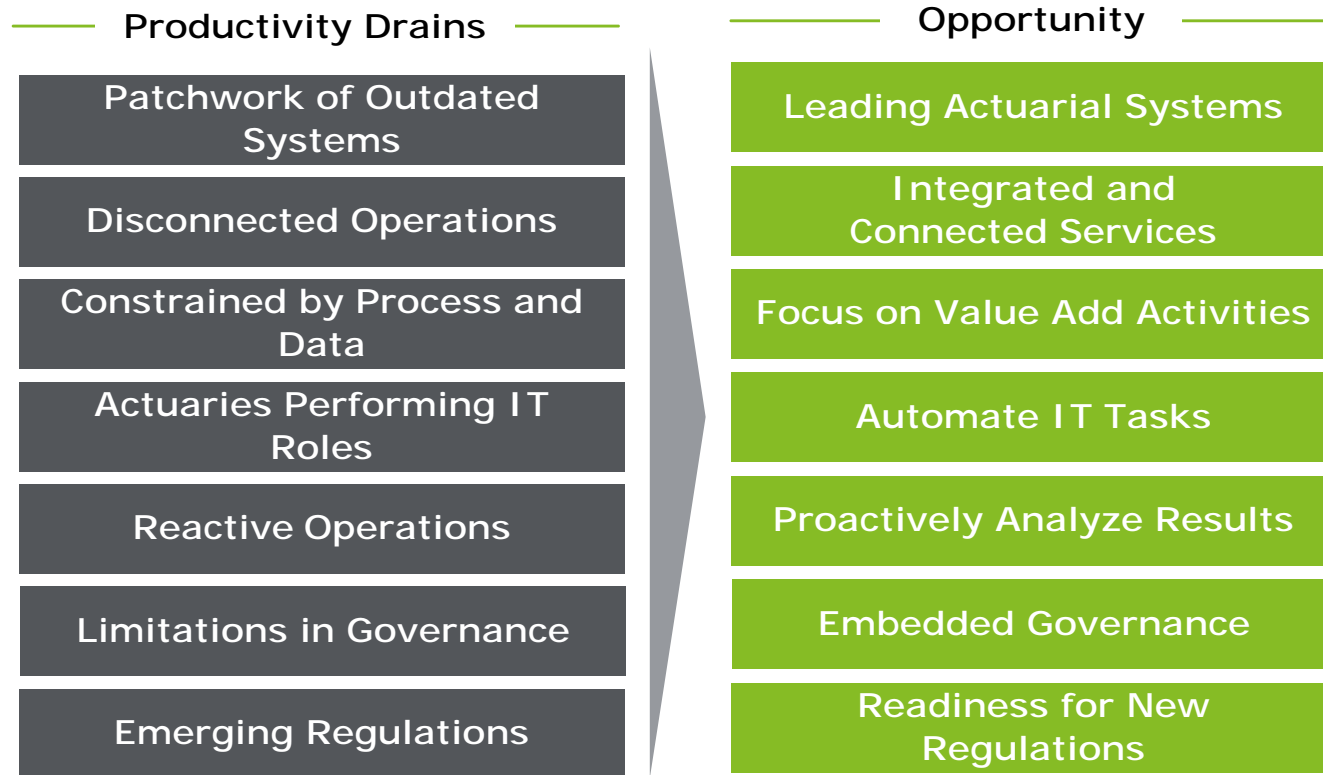 Productivity Drains
Patchwork of Outdated
Systems
Disconnected Operations
Constrained by Process and
Data
Actuaries Performing IT
Roles
Reactive Operations
Limitations in Governance
Emerging Regulations
Opportunity
Leading Actuarial Systems
Integrated and
Connected Services
Focus on Value Add Activities
Automate IT Tasks
Proactively Analyze Results
Embedded Governance
Readiness for New
Regulations